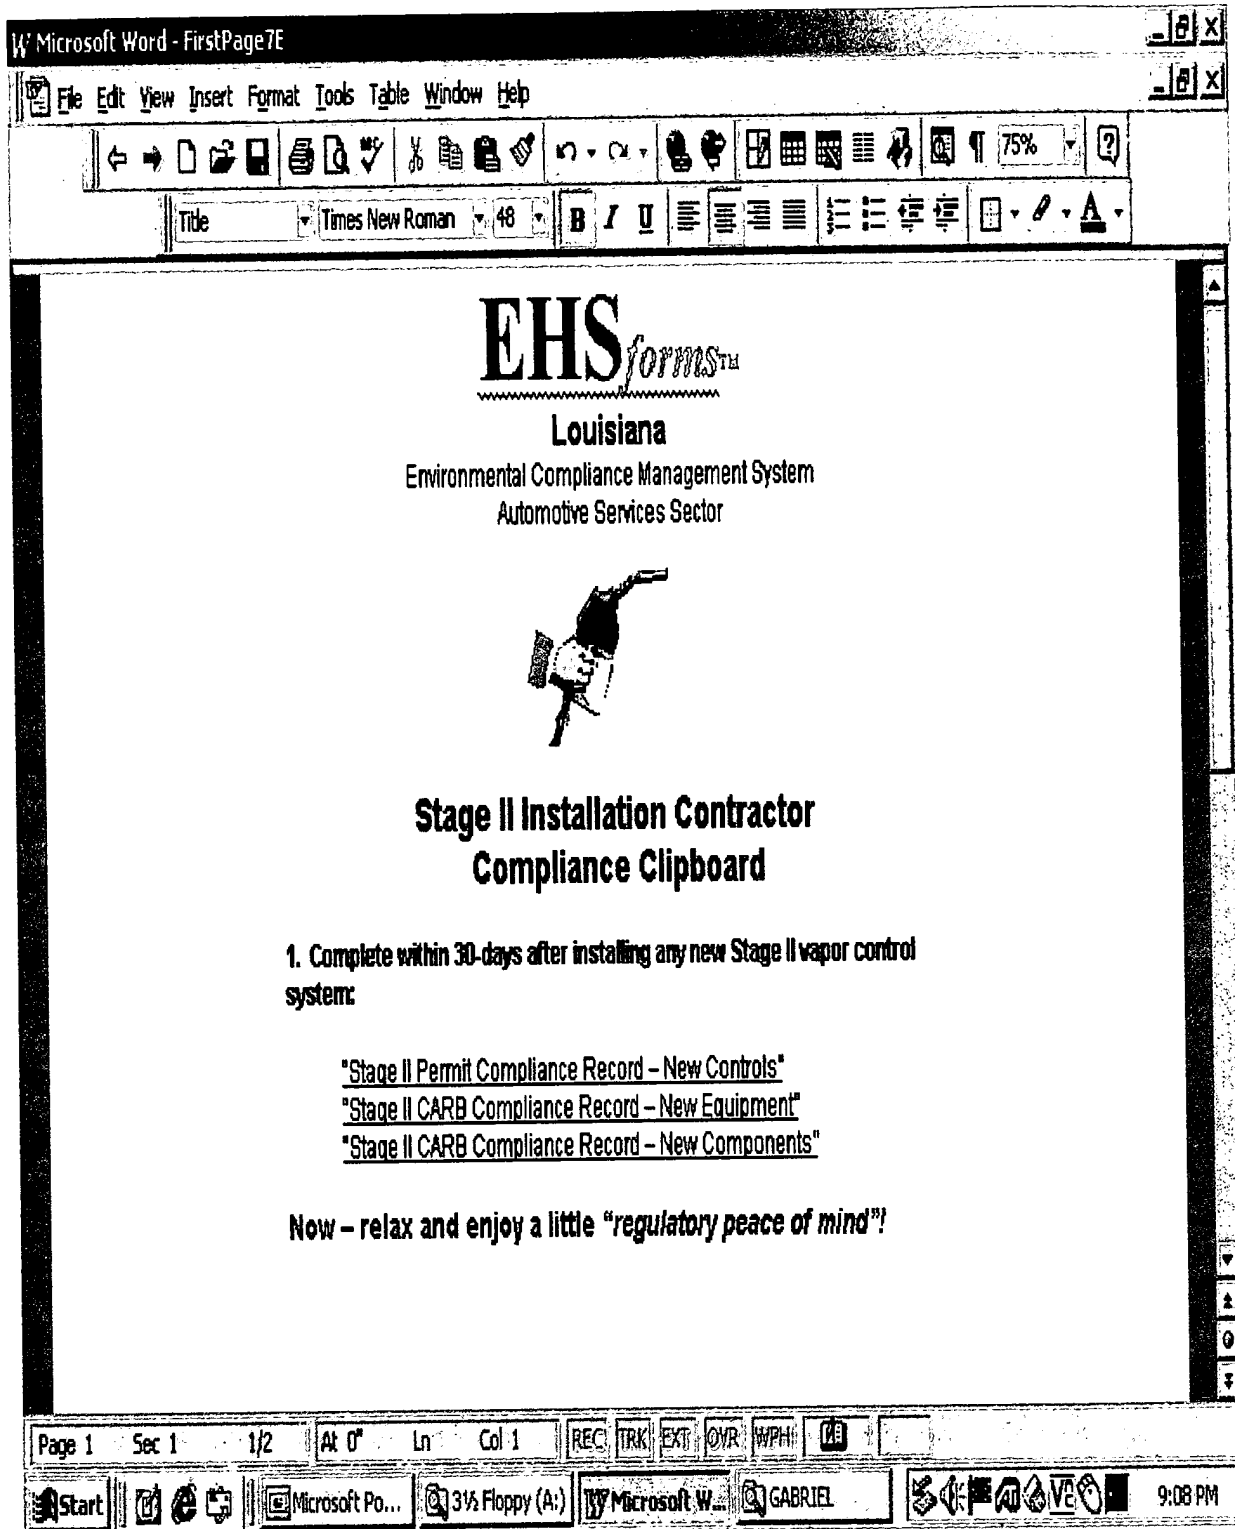 Microsoft Word - FirstPage7E
File Edit View Insert Format Tools Table Window Help
75%
Title Times New Roman 48 B I U A
EHSforms™
Louisiana
Environmental Compliance Management System
Automotive Services Sector
Stage II Installation Contractor
Compliance Clipboard
1. Complete within 30-days after installing any new Stage II vapor control
system:
"Stage II Permit Compliance Record – New Controls"
"Stage II CARB Compliance Record – New Equipment"
"Stage II CARB Compliance Record – New Components"
Now – relax and enjoy a little "regulatory peace of mind"!
Page 1 Sec 1 1/2 At 0" Ln Col 1 REC TRK EXT OVR WPH
Start Microsoft Po... 3½ Floppy (A:) Microsoft W... GABRIEL 9:08 PM